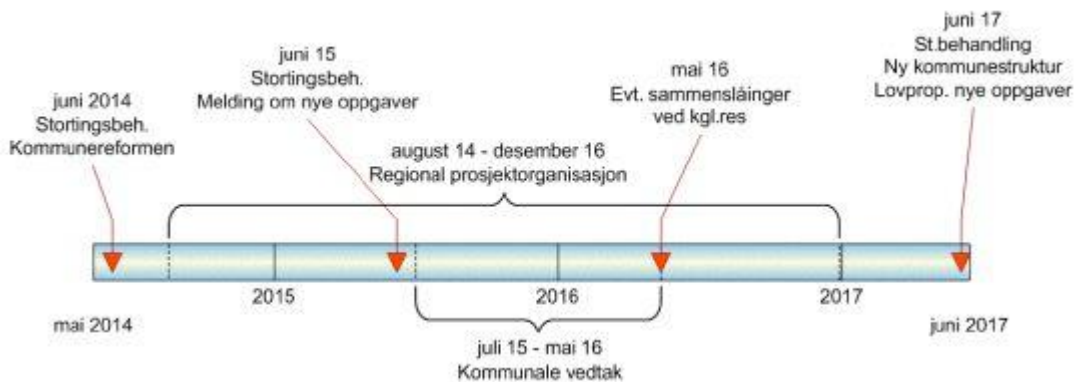 juni 2014
Stortingsbeh.
Kommunereformen
juni 15
Stortingsbeh.
Melding om nye oppgaver
august 14 - desember 16
Regional prosjektorganisasjon
mai 16
Evt. sammenslåinger
ved kgl.res
juni 17
St.behandling
Ny kommunestruktur
Lovprop. nye oppgaver
2015
2016
2017
mai 2014
juni 2017
juli 15 - mai 16
Kommunale vedtak